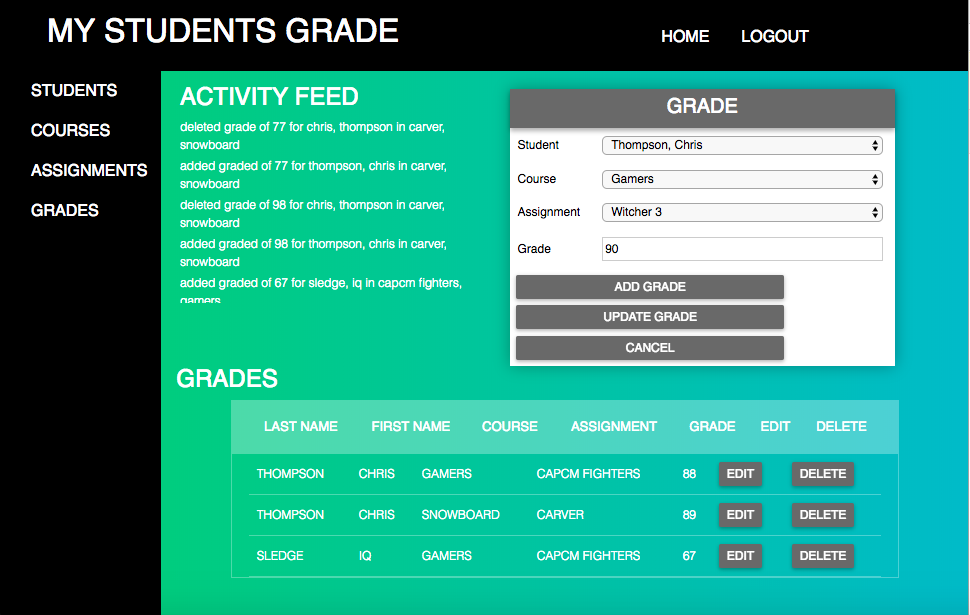 MY STUDENTS GRADE
HOME LOGOUT
STUDENTS
COURSES
ASSIGNMENTS
GRADES
ACTIVITY FEED
deleted grade of 77 for chris, thompson in carver,
snowboard
added graded of 77 for thompson, chris in carver,
snowboard
deleted grade of 98 for chris, thompson in carver,
snowboard
added graded of 98 for thompson, chris in carver,
snowboard
added graded of 67 for sledge, iq in capcm fighters,
gamers
GRADE
Student Thompson, Chris
Course Gamers
Assignment Witcher 3
Grade 90
ADD GRADE
UPDATE GRADE
CANCEL
GRADES
LAST NAME FIRST NAME COURSE ASSIGNMENT GRADE EDIT DELETE
THOMPSON CHRIS GAMERS CAPCM FIGHTERS 88 EDIT DELETE
THOMPSON CHRIS SNOWBOARD CARVER 89 EDIT DELETE
SLEDGE IQ GAMERS CAPCM FIGHTERS 67 EDIT DELETE